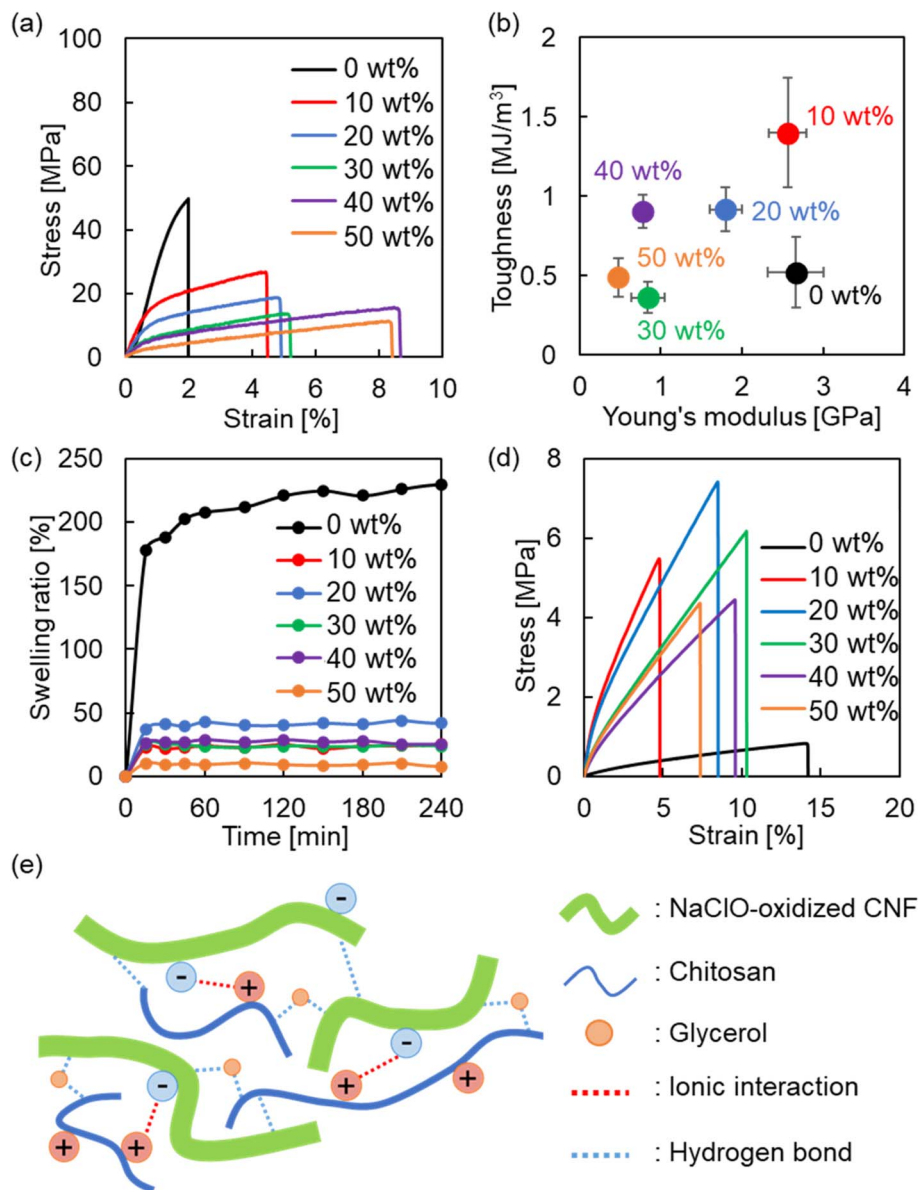 (a)
100
80
60
40
20
0
Stress [MPa]
0 wt%
10 wt%
20 wt%
30 wt%
40 wt%
50 wt%
0 2 4 6 8 10
Strain [%]
(b)
2
1.5
1
0.5
0
Toughness [MJ/m³]
10 wt%
40 wt%
20 wt%
50 wt%
0 wt%
30 wt%
0 1 2 3 4
Young's modulus [GPa]
(c)
250
200
150
100
50
0
Swelling ratio [%]
0 wt%
10 wt%
20 wt%
30 wt%
40 wt%
50 wt%
0 60 120 180 240
Time [min]
(d)
8
6
4
2
0
Stress [MPa]
0 wt%
10 wt%
20 wt%
30 wt%
40 wt%
50 wt%
0 5 10 15 20
Strain [%]
(e)
-
- +
-
+ +
-
+ +
: NaClO-oxidized CNF
: Chitosan
: Glycerol
: Ionic interaction
: Hydrogen bond